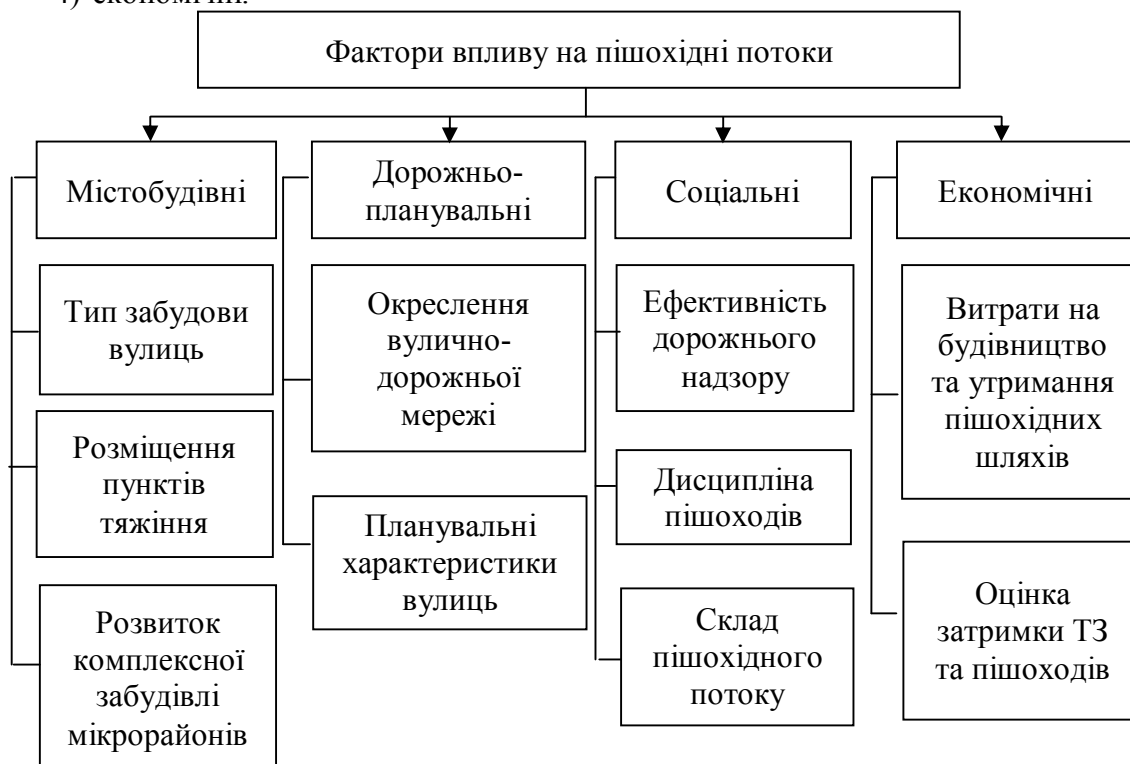 4) економічні.
Фактори впливу на пішохідні потоки
Містобудівні
Тип забудови
вулиць
Розміщення
пунктів
тяжіння
Розвиток
комплексної
забудівлі
мікрорайонів
Дорожньо-
планувальні
Окреслення
вулично-
дорожньої
мережі
Планувальні
характеристики
вулиць
Соціальні
Ефективність
дорожнього
надзору
Дисципліна
пішоходів
Склад
пішохідного
потоку
Економічні
Витрати на
будівництво
та утримання
пішохідних
шляхів
Оцінка
затримки ТЗ
та пішоходів